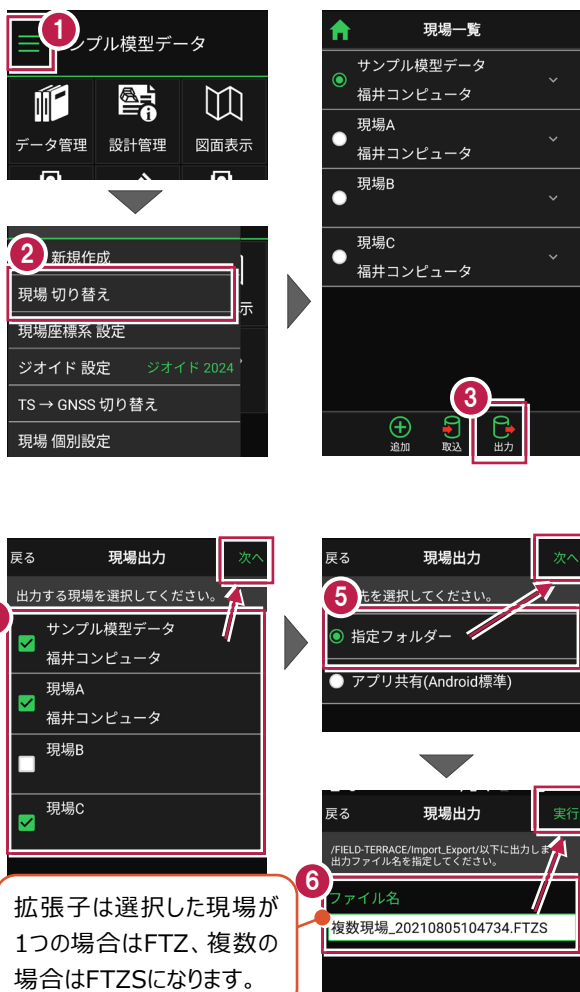 1
サンプル模型データ
データ管理
設計管理
図面表示
2
新規作成
現場 切り替え
示
現場座標系 設定
ジオイド 設定
ジオイド 2024
TS → GNSS 切り替え
現場 個別設定
現場一覧
サンプル模型データ
福井コンピュータ
現場A
福井コンピュータ
現場B
現場C
福井コンピュータ
3
追加
取込
出力
戻る
現場出力
次へ
出力する現場を選択してください。
サンプル模型データ
福井コンピュータ
現場A
福井コンピュータ
現場B
現場C
拡張子は選択した現場が
1つの場合はFTZ、複数の
場合はFTZSになります。
戻る
現場出力
次へ
5
先を選択してください。
指定フォルダー
アプリ共有(Android標準)
戻る
現場出力
実行
/FIELD-TERRACE/Import_Export/以下に出力しま
出力ファイル名を指定してください。
6
ファイル名
複数現場_20210805104734.FTZS